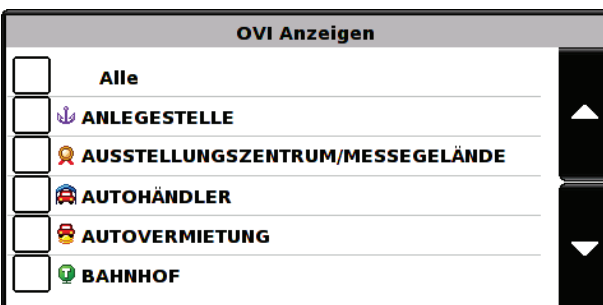 OVI Anzeigen
Alle
ANLEGESTELLE
AUSSTELLUNGSZENTRUM/MESSEGELÄNDE
AUTOHÄNDLER
AUTOVERMIETUNG
BAHNHOF